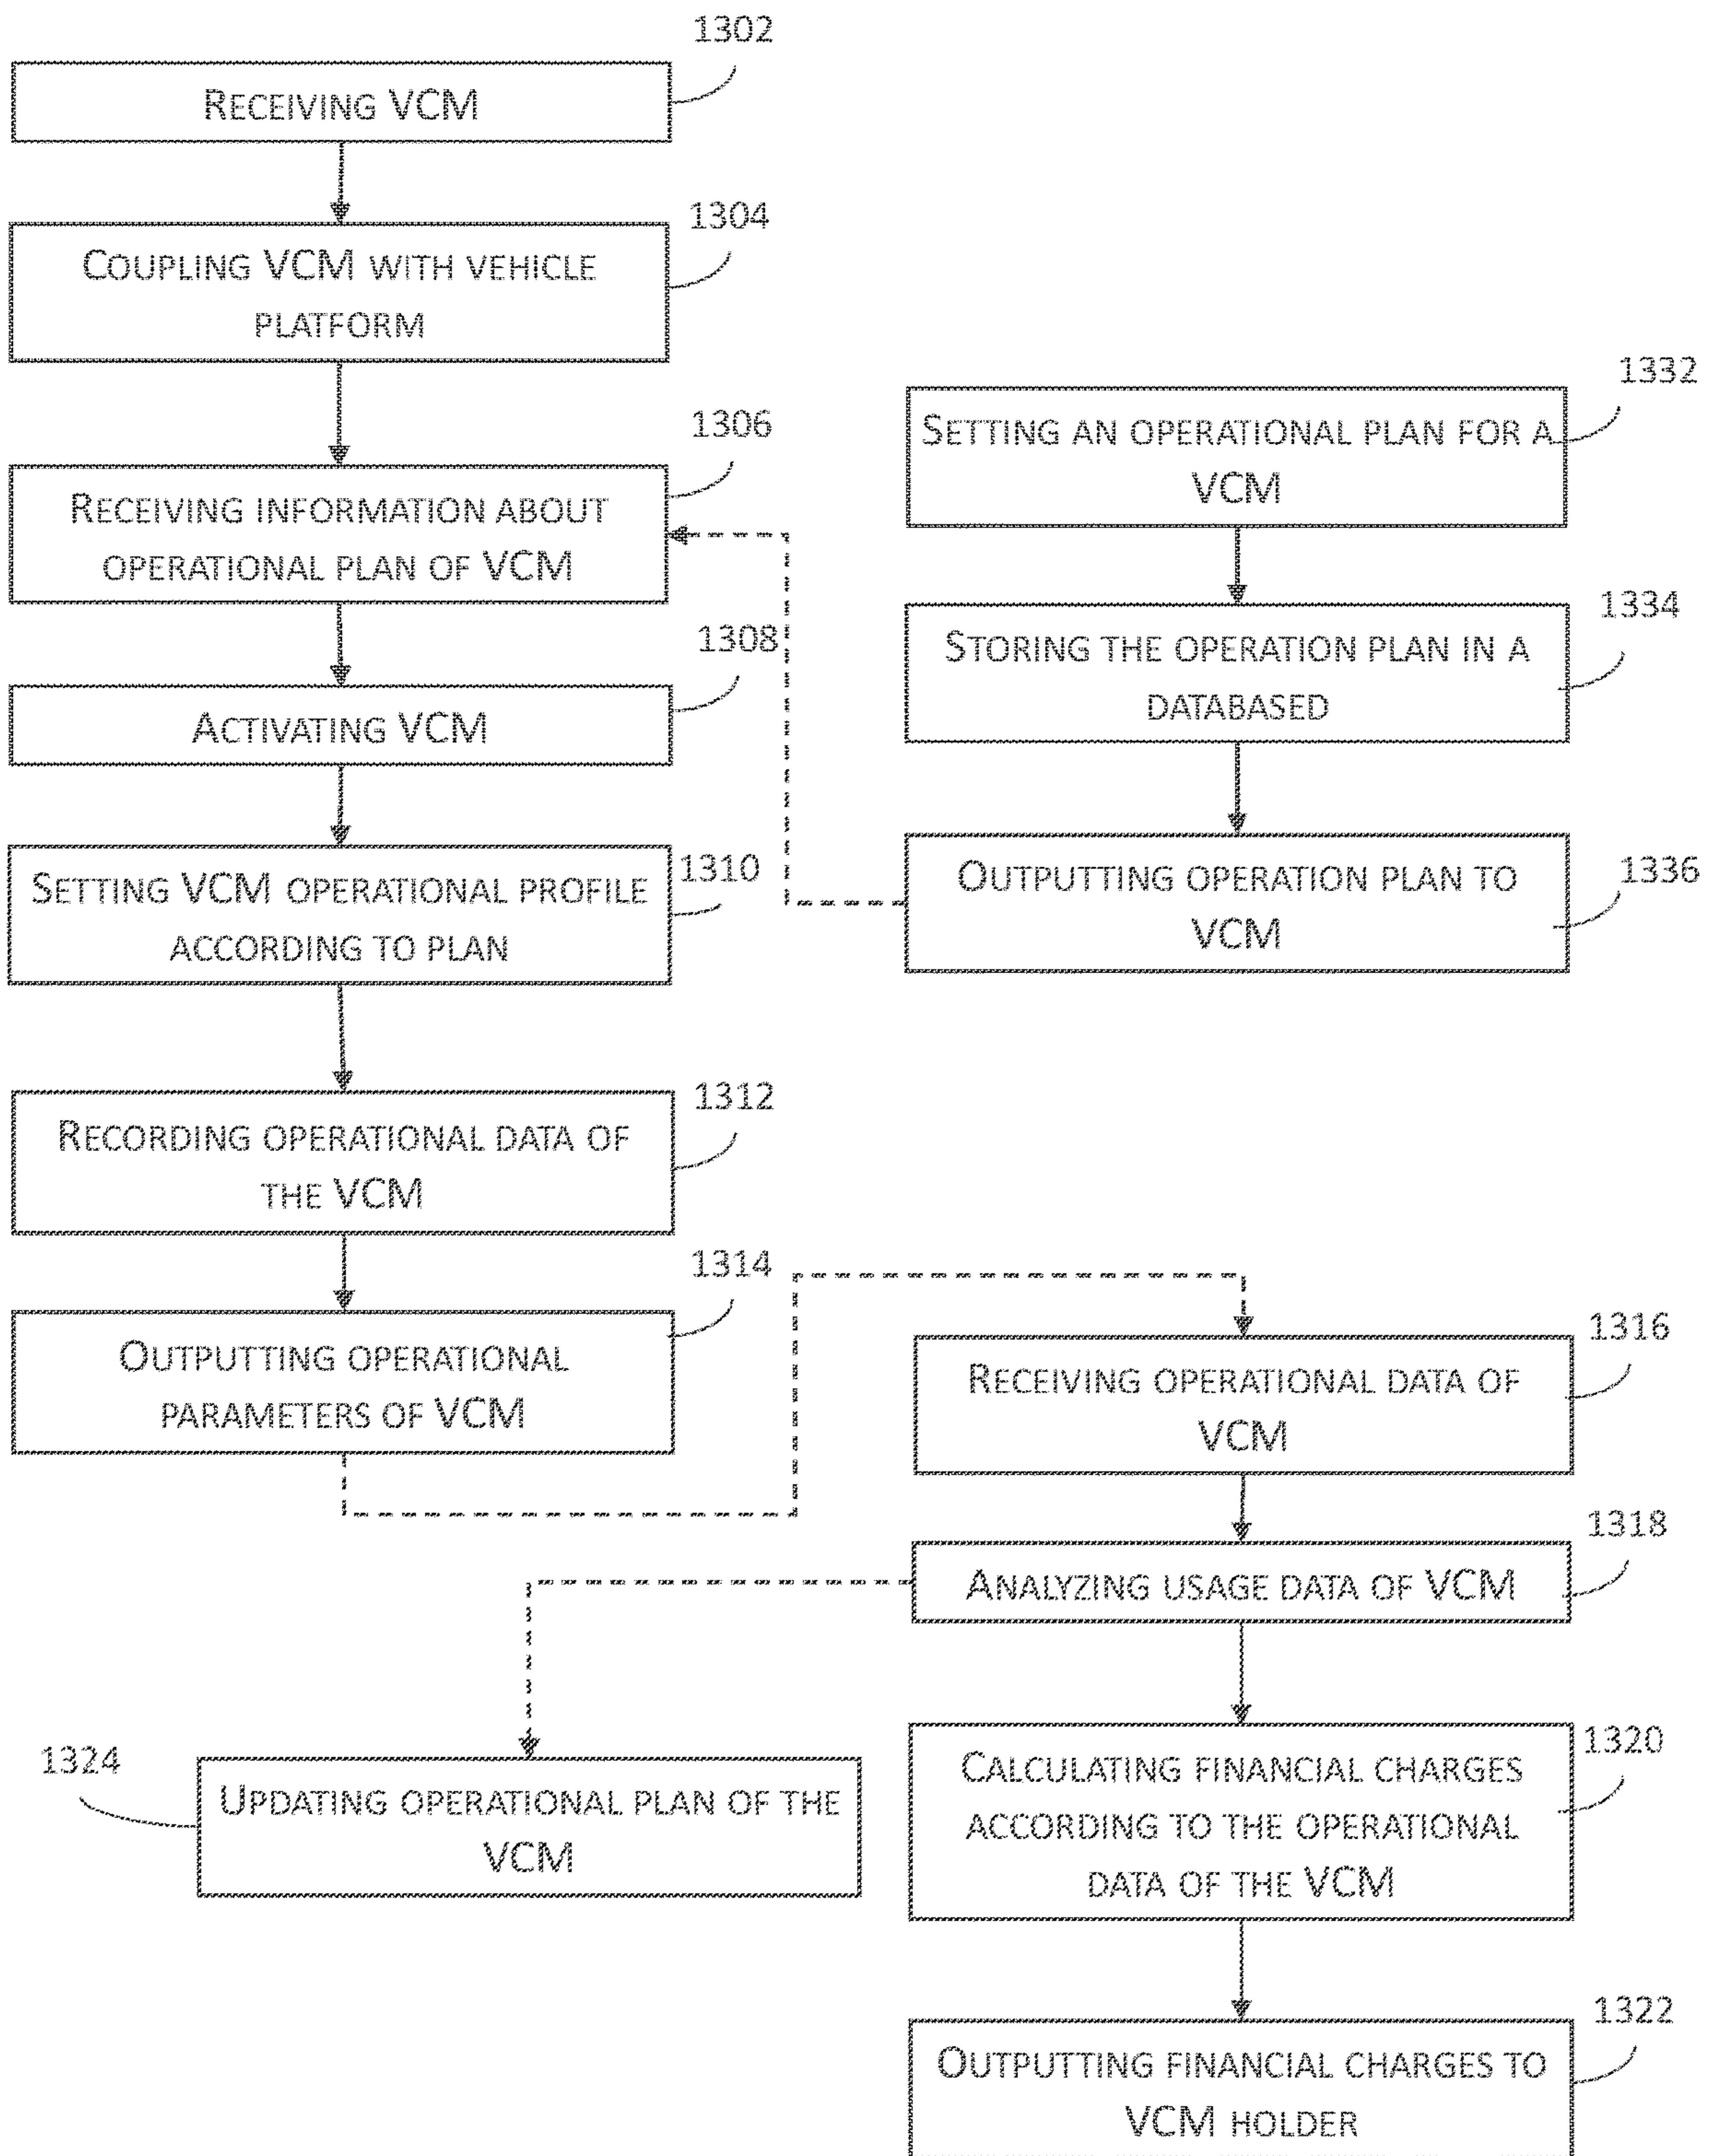 1302
RECEIVING VCM
1304
COUPLING VCM WITH VEHICLE
PLATFORM
1306
RECEIVING INFORMATION ABOUT
OPERATIONAL PLAN OF VCM
1308
ACTIVATING VCM
1310
SETTING VCM OPERATIONAL PROFILE
ACCORDING TO PLAN
1312
RECORDING OPERATIONAL DATA OF
THE VCM
1314
OUTPUTTING OPERATIONAL
PARAMETERS OF VCM
1332
SETTING AN OPERATIONAL PLAN FOR A
VCM
1334
STORING THE OPERATION PLAN IN A
DATABASED
1336
OUTPUTTING OPERATION PLAN TO
VCM
1316
RECEIVING OPERATIONAL DATA OF
VCM
1318
ANALYZING USAGE DATA OF VCM
1320
CALCULATING FINANCIAL CHARGES
ACCORDING TO THE OPERATIONAL
DATA OF THE VCM
1322
OUTPUTTING FINANCIAL CHARGES TO
VCM HOLDER
1324
UPDATING OPERATIONAL PLAN OF THE
VCM